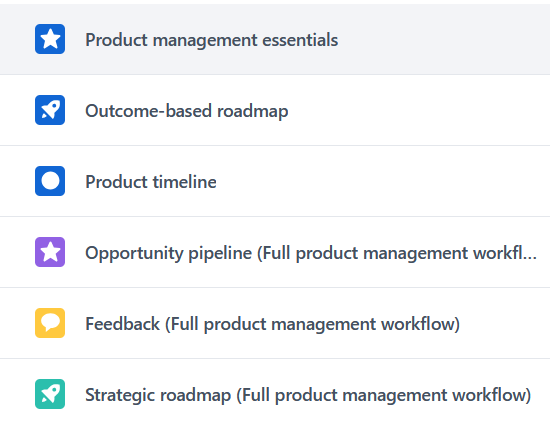 Product management essentials
Outcome-based roadmap
Product timeline
Opportunity pipeline (Full product management workfl...
Feedback (Full product management workflow)
Strategic roadmap (Full product management workflow)